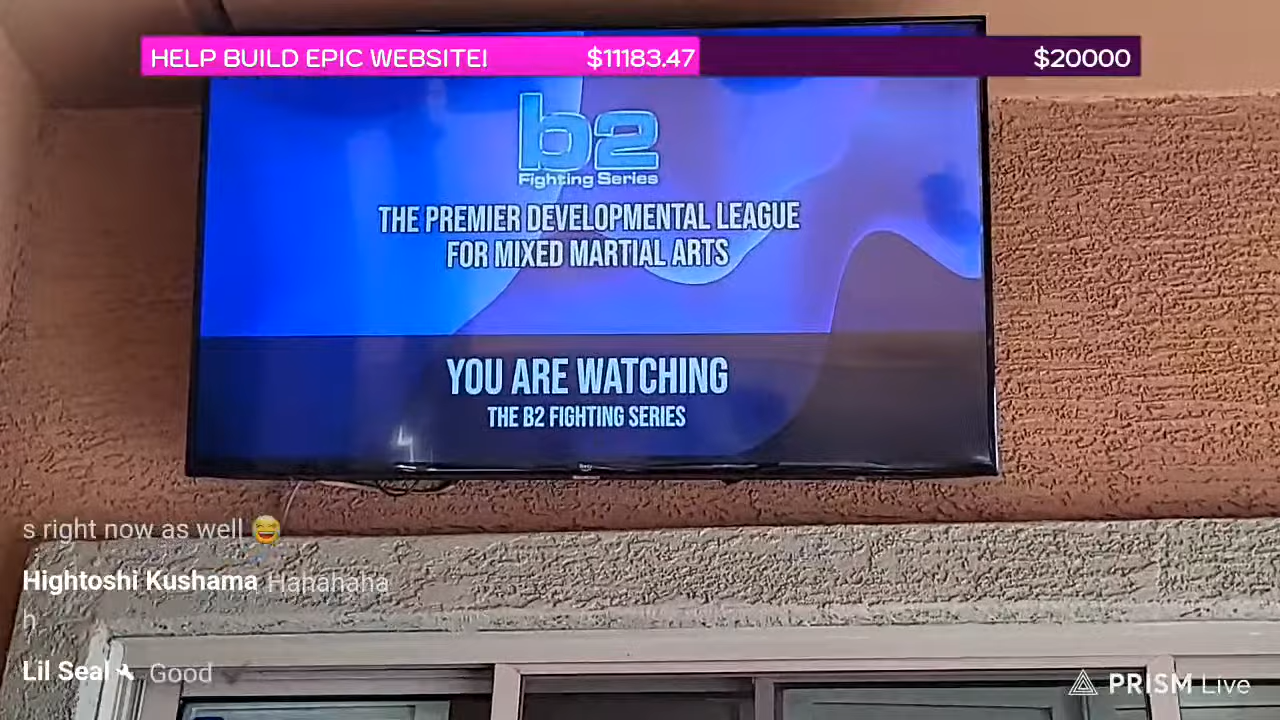 HELP BUILD EPIC WEBSITE! $11183.47 $20000
b2
Fighting Series
THE PREMIER DEVELOPMENTAL LEAGUE
FOR MIXED MARTIAL ARTS
YOU ARE WATCHING
THE B2 FIGHTING SERIES
s right now as well 😆
Hightoshi Kushama Hahahaha
h
Lil Seal Good
PRISM Live